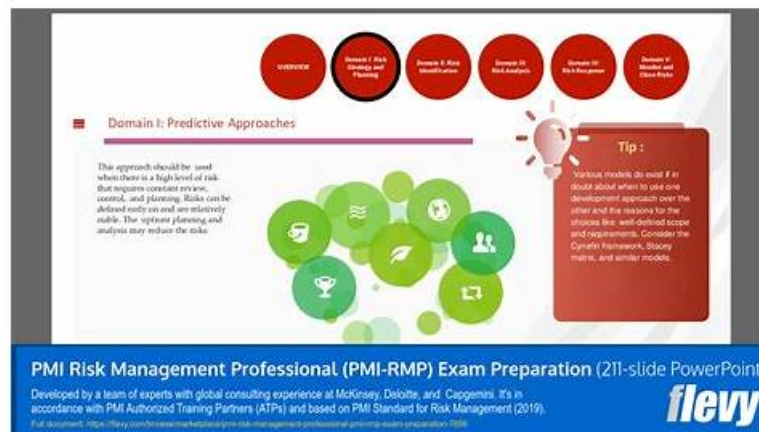 OVERVIEW
Domain I: Risk
Strategy and
Planning
Domain II: Risk
Identification
Domain III:
Risk Analysis
Domain IV:
Risk Response
Domain V:
Monitor and
Close Risks
Domain I: Predictive Approaches
This approach should be used
when there is a high level of risk
that requires constant review,
control, and planning. Risks can be
defined early on and are relatively
stable. The upfront planning and
analysis may reduce the risks.
Tip :
Various models do exist if in
doubt about when to use one
development approach over the
other and the reasons for the
choices like well-defined scope
and requirements. Consider the
Cynefin framework, Stacey
matrix, and similar models.
PMI Risk Management Professional (PMI-RMP) Exam Preparation (211-slide PowerPoint
Developed by a team of experts with global consulting experience at McKinsey, Deloitte, and Capgemini. It's in
accordance with PMI Authorized Training Partners (ATPs) and based on PMI Standard for Risk Management (2019).
flevy
Full document: